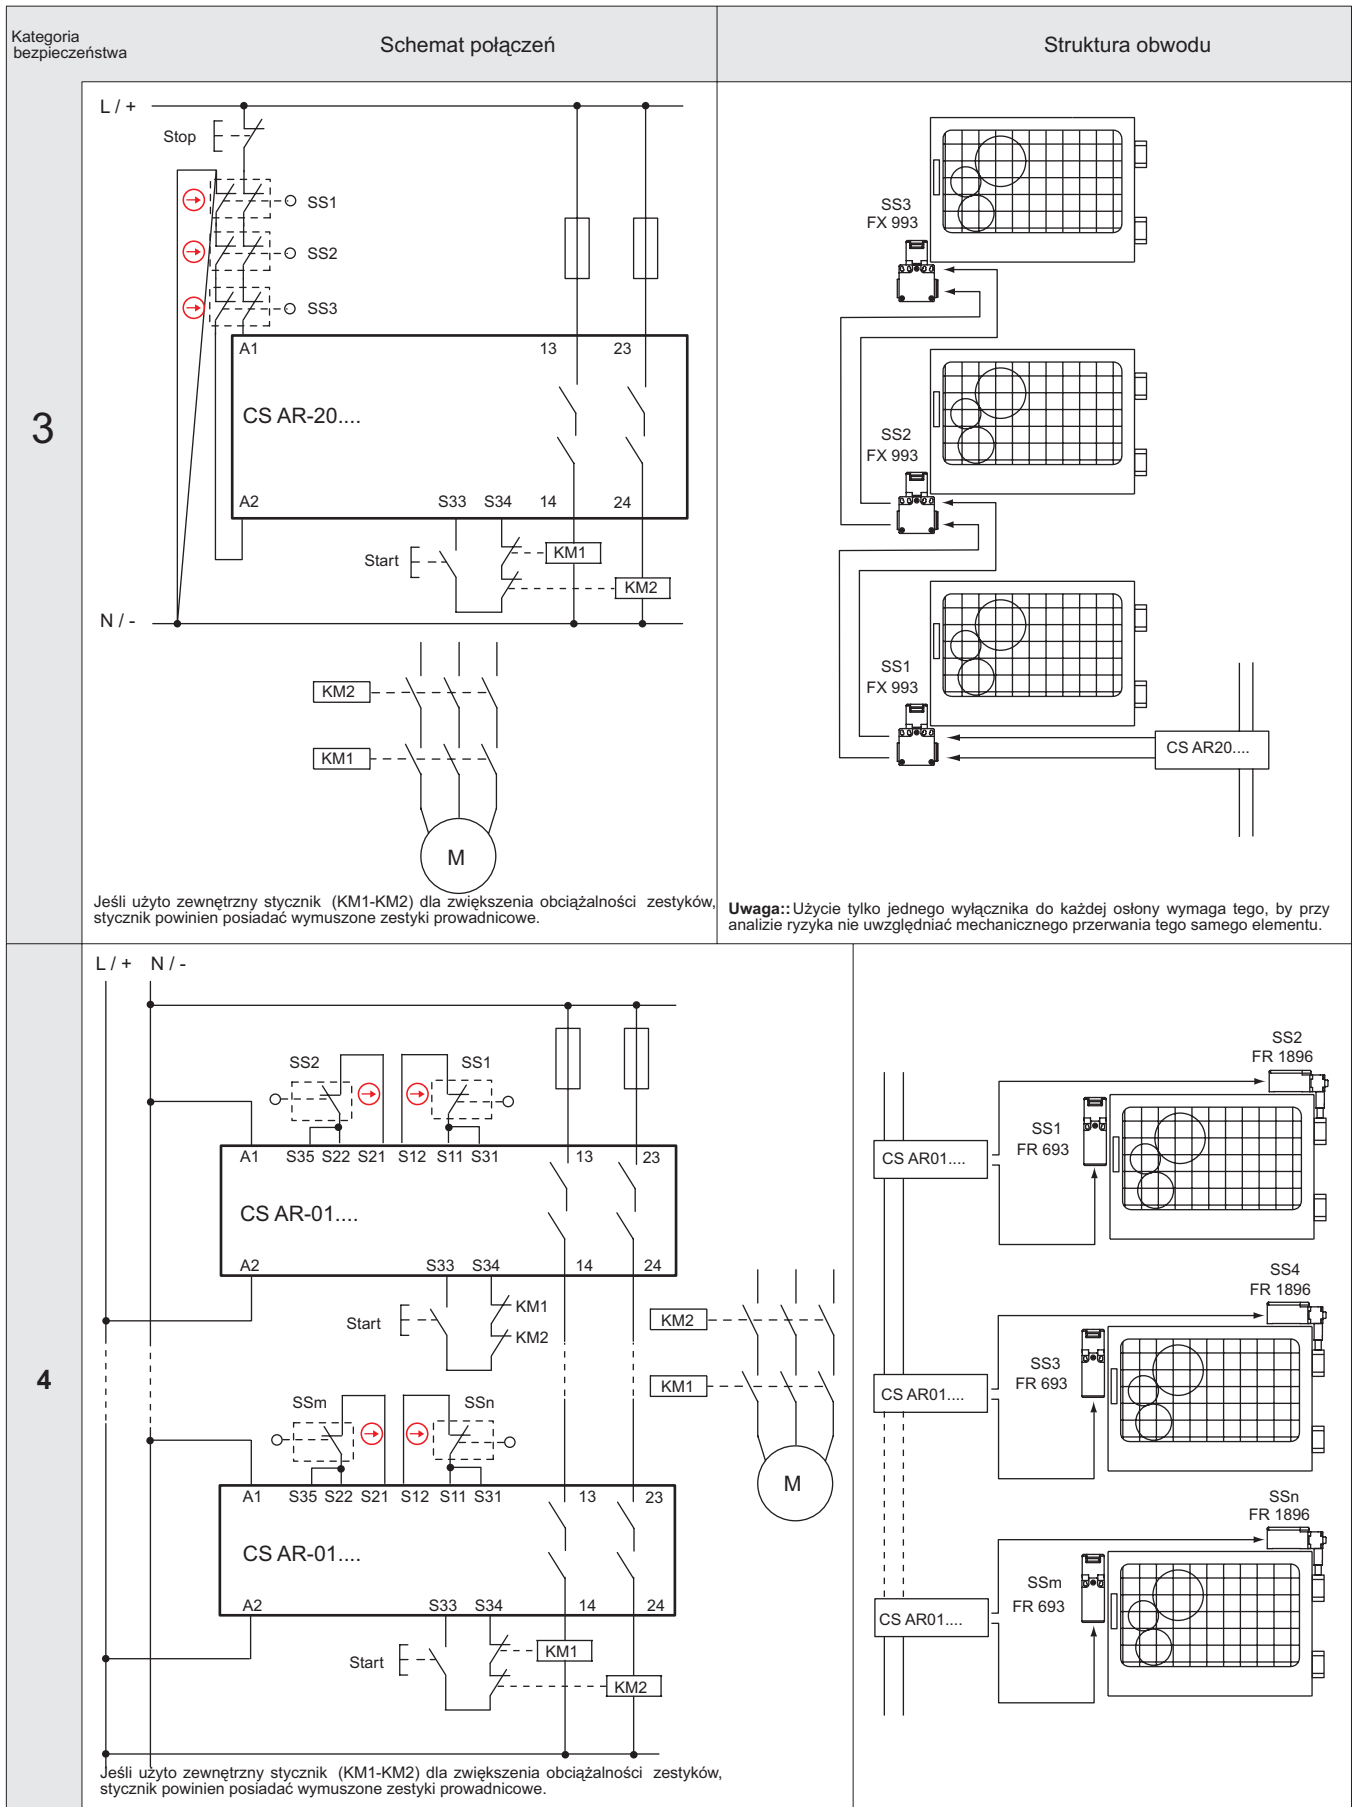 Kategoria
bezpieczeństwa
Schemat połączeń
Struktura obwodu
3
L / +
Stop
SS1
SS2
SS3
A1
13
23
CS AR-20....
A2
S33
S34
14
24
Start
KM1
KM2
N / -
KM2
KM1
M
Jeśli użyto zewnętrzny stycznik (KM1-KM2) dla zwiększenia obciążalności zestyków,
stycznik powinien posiadać wymuszone zestyki prowadnicowe.
SS3
FX 993
SS2
FX 993
SS1
FX 993
CS AR20....
Uwaga:: Użycie tylko jednego wyłącznika do każdej osłony wymaga tego, by przy
analizie ryzyka nie uwzględniać mechanicznego przerwania tego samego elementu.
4
L / + N / -
SS2
SS1
A1 S35 S22 S21 S12 S11 S31 13 23
CS AR-01....
A2 S33 S34 14 24
Start
KM1
KM2
KM2
KM1
M
SSm
SSn
A1 S35 S22 S21 S12 S11 S31 13 23
CS AR-01....
A2 S33 S34 14 24
Start
KM1
KM2
Jeśli użyto zewnętrzny stycznik (KM1-KM2) dla zwiększenia obciążalności zestyków,
stycznik powinien posiadać wymuszone zestyki prowadnicowe.
SS2
FR 1896
SS1
FR 693
CS AR01....
SS4
FR 1896
SS3
FR 693
CS AR01....
SSn
FR 1896
SSm
FR 693
CS AR01....